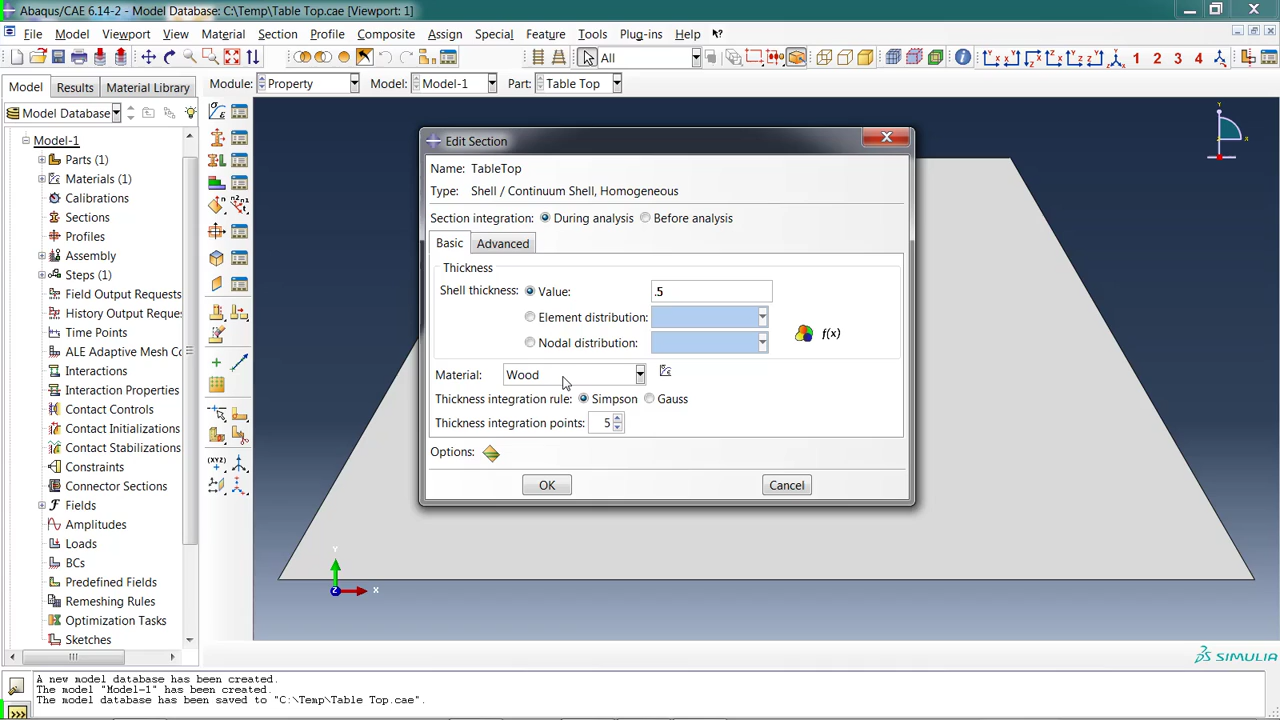 Abaqus/CAE 6.14-2 - Model Database: C:\Temp\Table Top.cae [Viewport: 1]
File Model Viewport View Material Section Profile Composite Assign Special Feature Tools Plug-ins Help
All 1 2 3 4
Model Results Material Library Module: Property Model: Model-1 Part: Table Top
Model Database
Model-1
Parts (1)
Materials (1)
Calibrations
Sections
Profiles
Assembly
Steps (1)
Field Output Requests
History Output Reque
Time Points
ALE Adaptive Mesh Co
Interactions
Interaction Properties
Contact Controls
Contact Initializations
Contact Stabilizations
Constraints
Connector Sections
Fields
Amplitudes
Loads
BCs
Predefined Fields
Remeshing Rules
Optimization Tasks
Sketches
(XYZ)
Edit Section
Name: TableTop
Type: Shell / Continuum Shell, Homogeneous
Section integration: During analysis Before analysis
Basic Advanced
Thickness
Shell thickness: Value: .5
Element distribution:
f(x)
Nodal distribution:
Material: Wood
Thickness integration rule: Simpson Gauss
Thickness integration points: 5
Options:
OK Cancel
Y
X
Y
X
Z
SIMULIA
A new model database has been created.
The model "Model-1" has been created.
The model database has been saved to "C:\Temp\Table Top.cae".
>>>